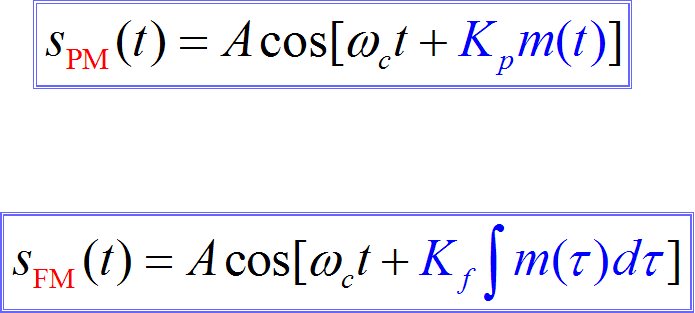 s_PM(t) = A cos[ω_c t + K_p m(t)]
s_FM(t) = A cos[ω_c t + K_f ∫ m(τ)dτ]